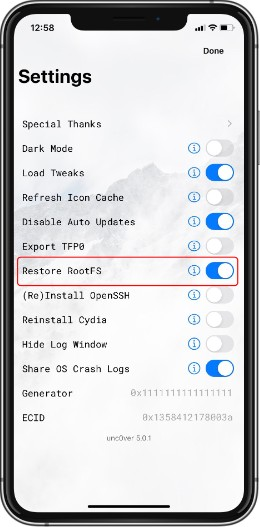 12:58
Done
Settings
Special Thanks
Dark Mode
Load Tweaks
Refresh Icon Cache
Disable Auto Updates
Export TFP0
Restore RootFS
(Re)Install OpenSSH
Reinstall Cydia
Hide Log Window
Share OS Crash Logs
Generator 0x1111111111111111
ECID 0x1358412178003a
unc0ver 5.0.1